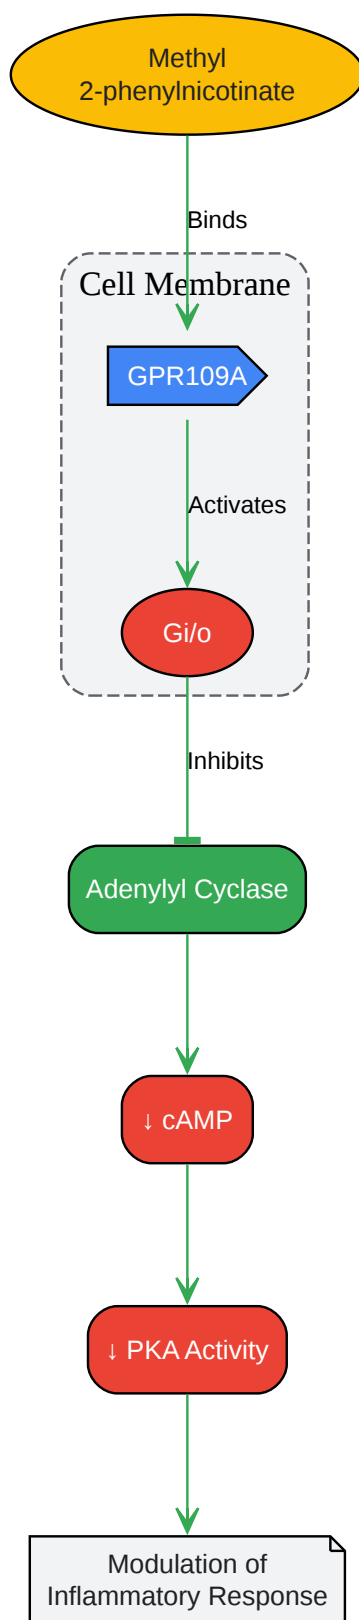 Methyl
2-phenylnicotinate
Binds
Cell Membrane
GPR109A
Activates
Gi/o
Inhibits
Adenylyl Cyclase
↓ cAMP
↓ PKA Activity
Modulation of
Inflammatory Response